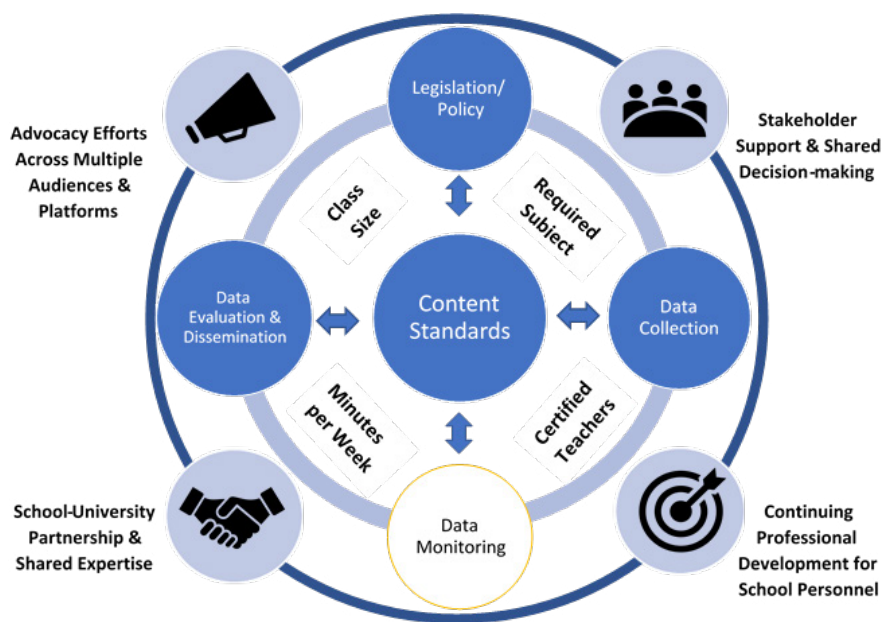 Legislation/
Policy
Advocacy Efforts
Across Multiple
Audiences &
Platforms
Stakeholder
Support & Shared
Decision-making
Class
Size
Required
Subject
Data
Evaluation &
Dissemination
Content
Standards
Data
Collection
Minutes
per Week
Certified
Teachers
School-University
Partnership &
Shared Expertise
Data
Monitoring
Continuing
Professional
Development for
School Personnel